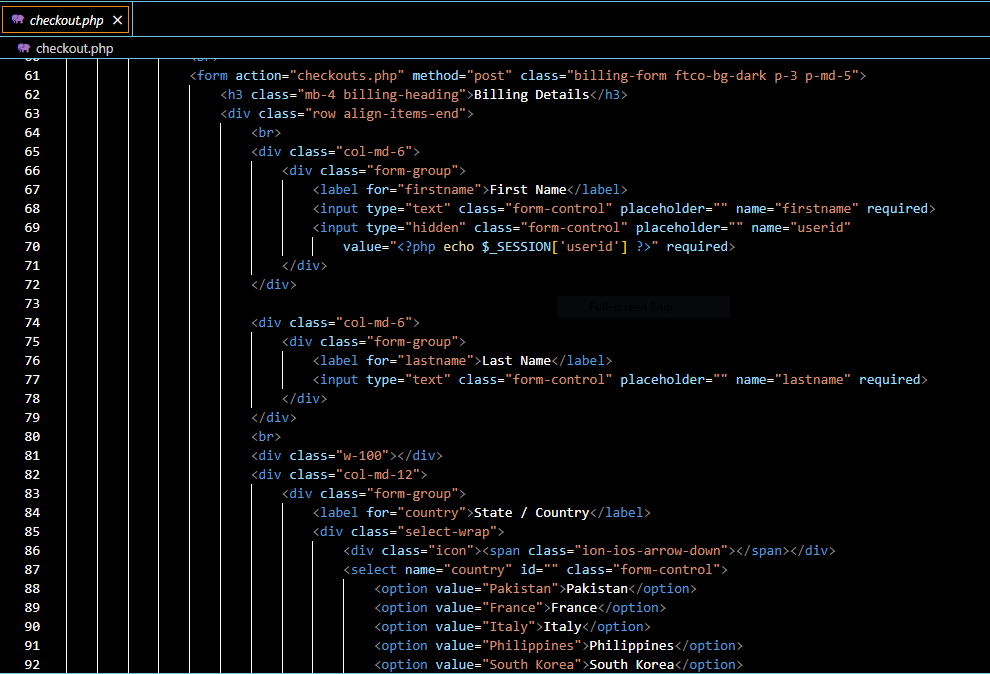 checkout.php
checkout.php
61 <form action="checkouts.php" method="post" class="billing-form ftco-bg-dark p-3 p-md-5">
62 <h3 class="mb-4 billing-heading">Billing Details</h3>
63 <div class="row align-items-end">
64 <br>
65 <div class="col-md-6">
66 <div class="form-group">
67 <label for="firstname">First Name</label>
68 <input type="text" class="form-control" placeholder="" name="firstname" required>
69 <input type="hidden" class="form-control" placeholder="" name="userid"
70 value="<?php echo $_SESSION['userid'] ?>" required>
71 </div>
72 </div>
73
Full-screen Snip
74 <div class="col-md-6">
75 <div class="form-group">
76 <label for="lastname">Last Name</label>
77 <input type="text" class="form-control" placeholder="" name="lastname" required>
78 </div>
79 </div>
80 <br>
81 <div class="w-100"></div>
82 <div class="col-md-12">
83 <div class="form-group">
84 <label for="country">State / Country</label>
85 <div class="select-wrap">
86 <div class="icon"><span class="ion-ios-arrow-down"></span></div>
87 <select name="country" id="" class="form-control">
88 <option value="Pakistan">Pakistan</option>
89 <option value="France">France</option>
90 <option value="Italy">Italy</option>
91 <option value="Philippines">Philippines</option>
92 <option value="South Korea">South Korea</option>